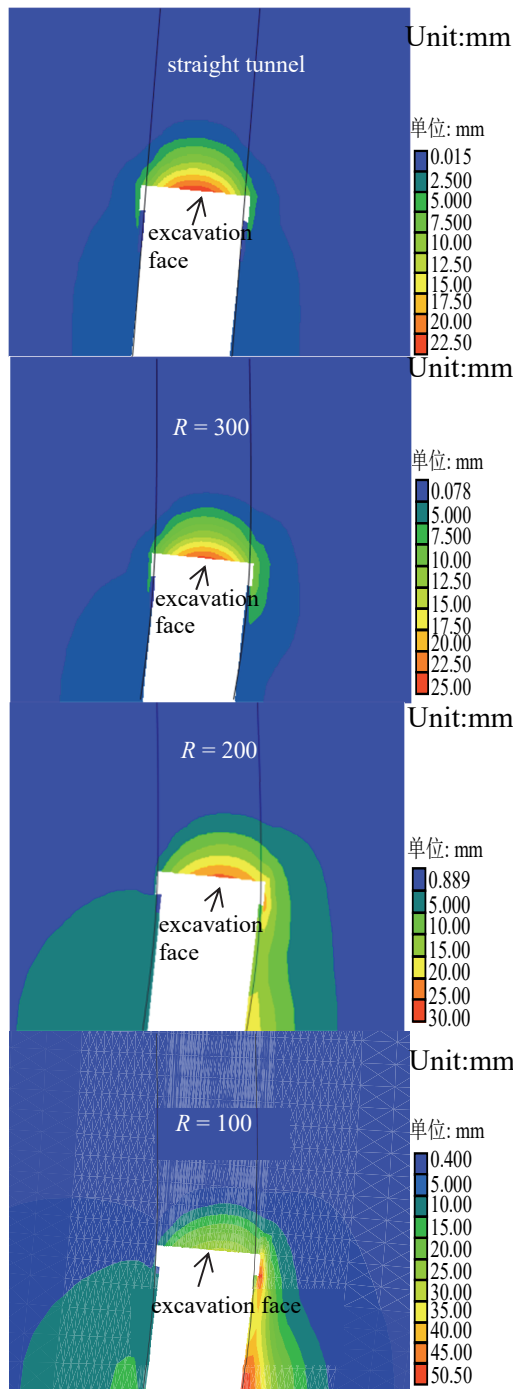 Unit:mm
straight tunnel
单位: mm
0.015
2.500
5.000
7.500
10.00
12.50
15.00
17.50
20.00
22.50
excavation
face
Unit:mm
R = 300
单位: mm
0.078
5.000
7.500
10.00
12.50
15.00
17.50
20.00
22.50
25.00
excavation
face
Unit:mm
R = 200
单位: mm
0.889
5.000
10.00
15.00
20.00
25.00
30.00
excavation
face
Unit:mm
R = 100
单位: mm
0.400
5.000
10.00
15.00
20.00
25.00
30.00
35.00
40.00
45.00
50.50
excavation face